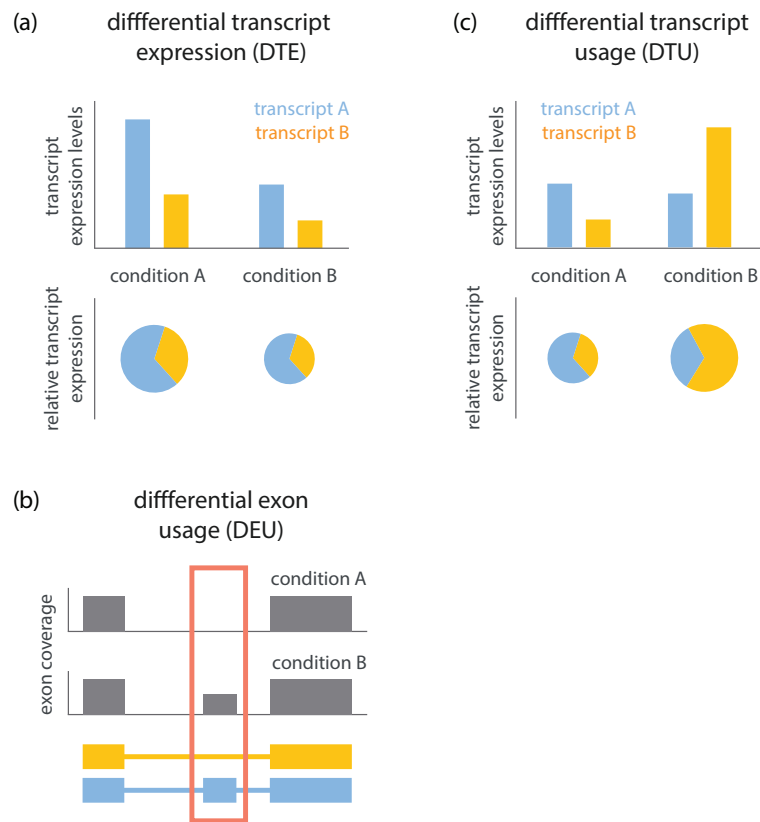 (a)
diffferential transcript
expression (DTE)
transcript
expression levels
transcript A
transcript B
condition A
condition B
relative transcript
expression
(c)
diffferential transcript
usage (DTU)
transcript
expression levels
transcript A
transcript B
condition A
condition B
relative transcript
expression
(b)
diffferential exon
usage (DEU)
exon coverage
condition A
condition B